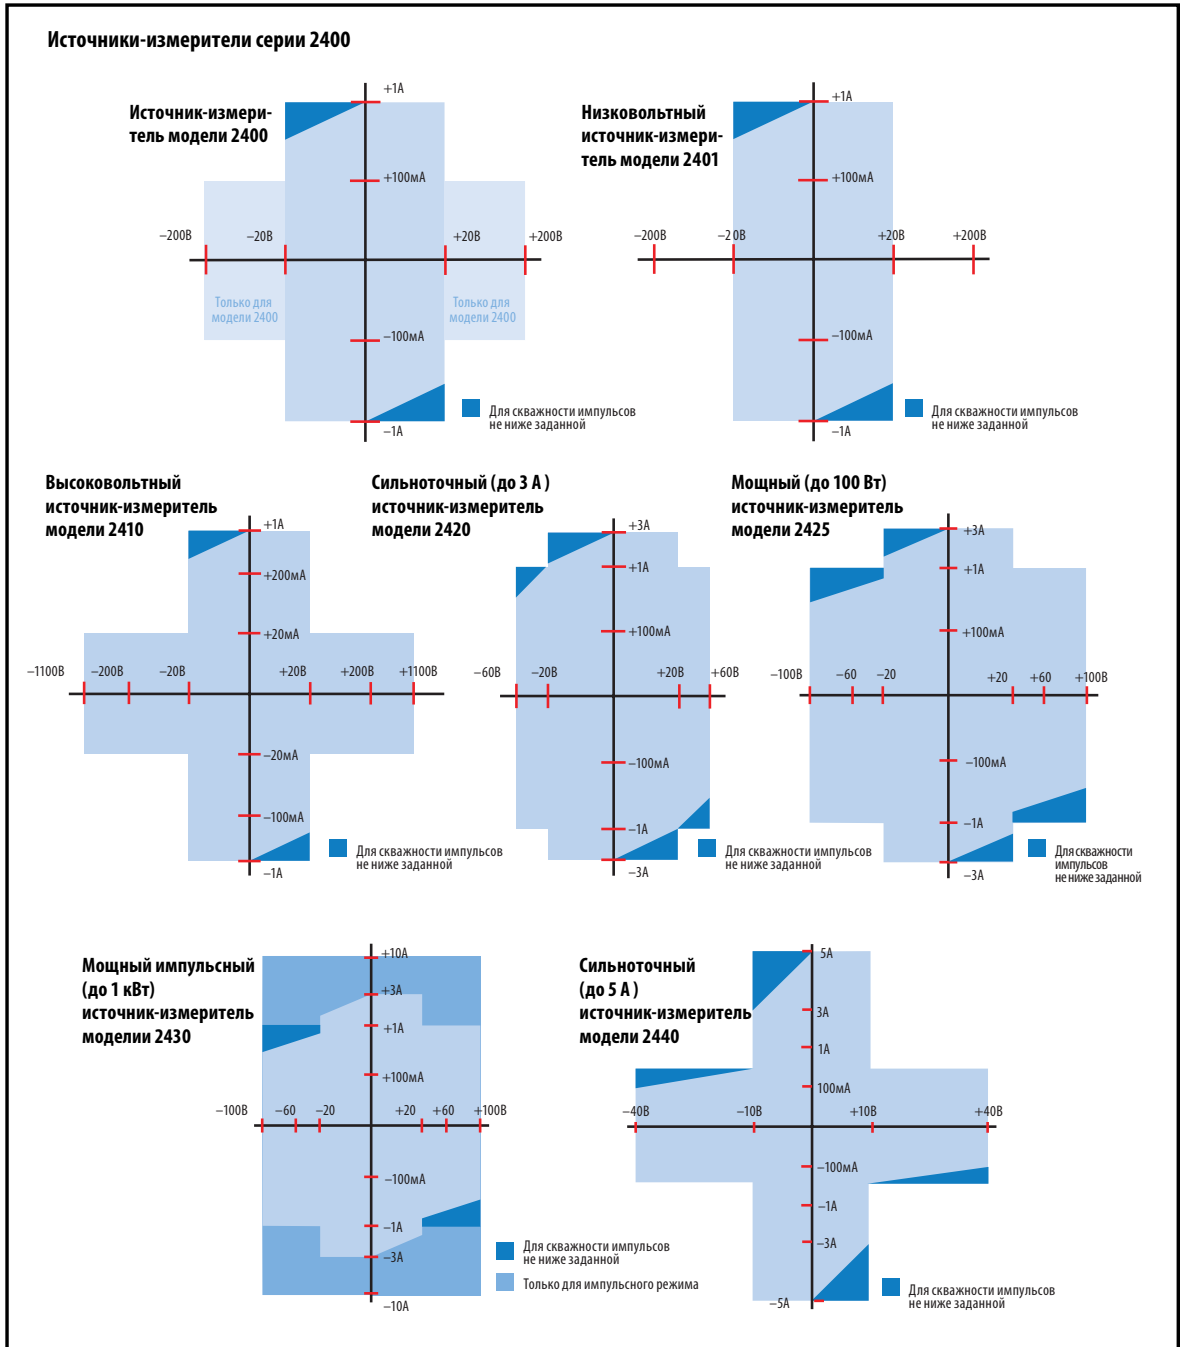 Источники-измерители серии 2400
Источник-измери-
тель модели 2400
+1А
+100мА
−200В
−20В
+20В
+200В
Только для
модели 2400
Только для
модели 2400
−100мА
−1А
Для скважности импульсов
не ниже заданной
Низковольтный
источник-измери-
тель модели 2401
+1А
+100мА
−200В
−20В
+20В
+200В
−100мА
−1А
Для скважности импульсов
не ниже заданной
Высоковольтный
источник-измеритель
модели 2410
+1А
+200мА
+20мА
−1100В
−200В
−20В
+20В
+200В
+1100В
−20мА
−100мА
−1А
Для скважности импульсов
не ниже заданной
Сильноточный (до 3 А )
источник-измеритель
модели 2420
+3А
+1А
+100мА
−60В
−20В
+20В
+60В
−100мА
−1А
−3А
Для скважности импульсов
не ниже заданной
Мощный (до 100 Вт)
источник-измеритель
модели 2425
+3А
+1А
+100мА
−100В
−60
−20
+20
+60
+100В
−100мА
−1А
−3А
Для скважности
импульсов
не ниже заданной
Мощный импульсный
(до 1 кВт)
источник-измеритель
моделии 2430
+10А
+3А
+1А
+100мА
−100В
−60
−20
+20
+60
+100В
−100мА
−1А
−3А
−10А
Для скважности импульсов
не ниже заданной
Только для импульсного режима
Сильноточный
(до 5 А )
источник-измеритель
модели 2440
5А
3А
1А
100мА
−40В
−10В
+10В
+40В
−100мА
−1А
−3А
−5А
Для скважности импульсов
не ниже заданной